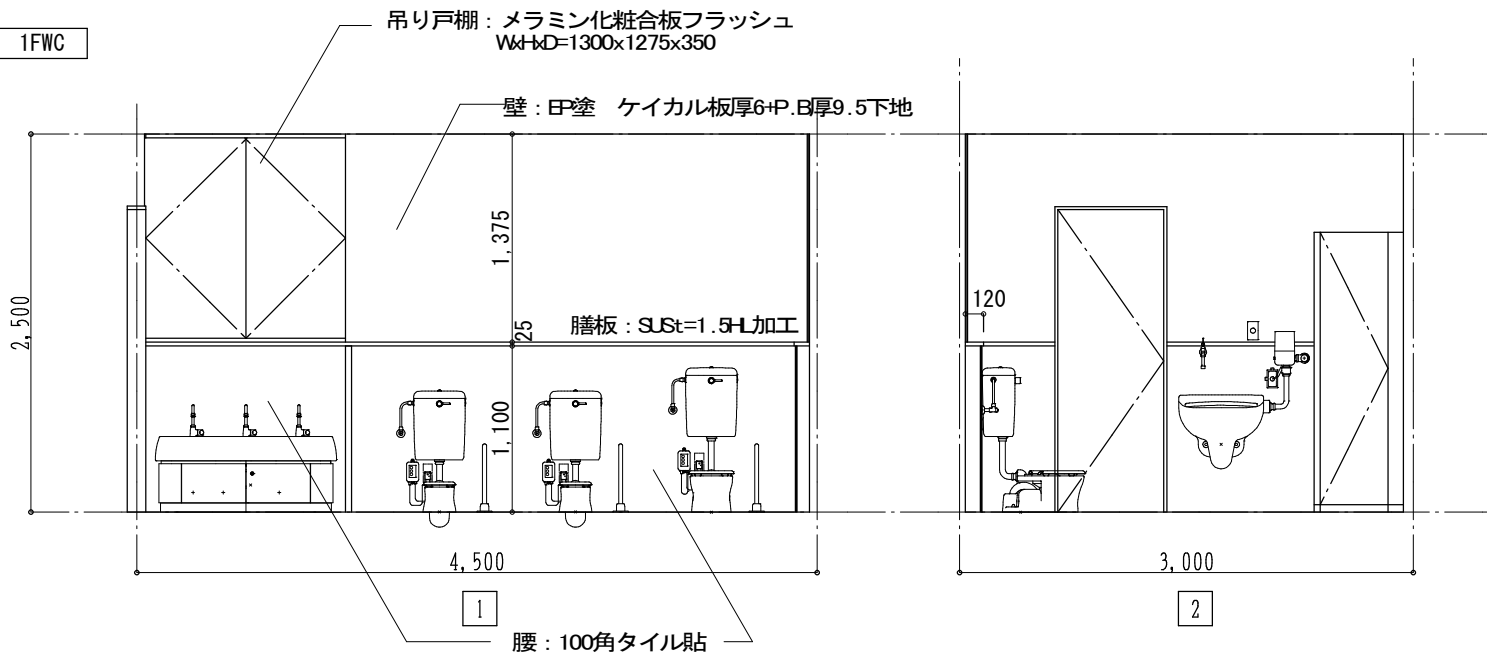 1FWC
吊り戸棚：メラミン化粧合板フラッシュ
WxHxD=1300x1275x350
壁：EP塗 ケイカル板厚6+P.B厚9.5下地
2,500
1,375
25
膳板：SUSt=1.5HL加工
1,100
120
4,500
3,000
1
2
腰：100角タイル貼